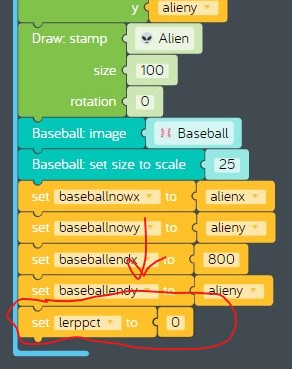 y alieny
Draw: stamp Alien
size 100
rotation 0
Baseball: image Baseball
Baseball: set size to scale 25
set baseballnowx to alienx
set baseballnowy to alieny
set baseballendx to 800
set baseballendy to alieny
set lerppct to 0